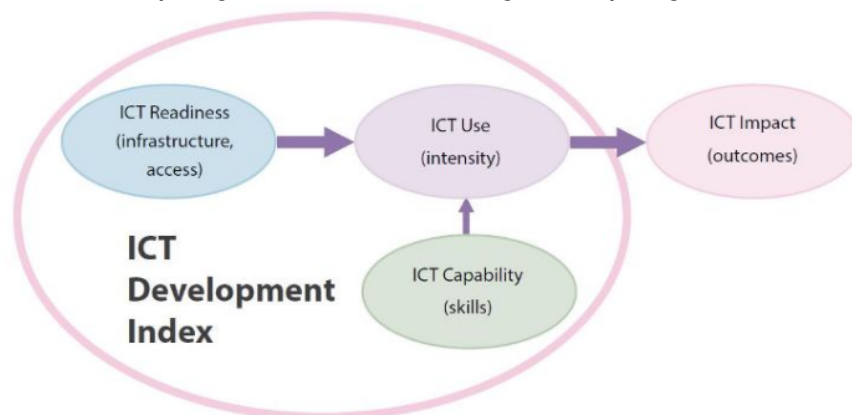 ICT Readiness
(infrastructure,
access)
ICT Use
(intensity)
ICT Impact
(outcomes)
ICT
Development
Index
ICT Capability
(skills)